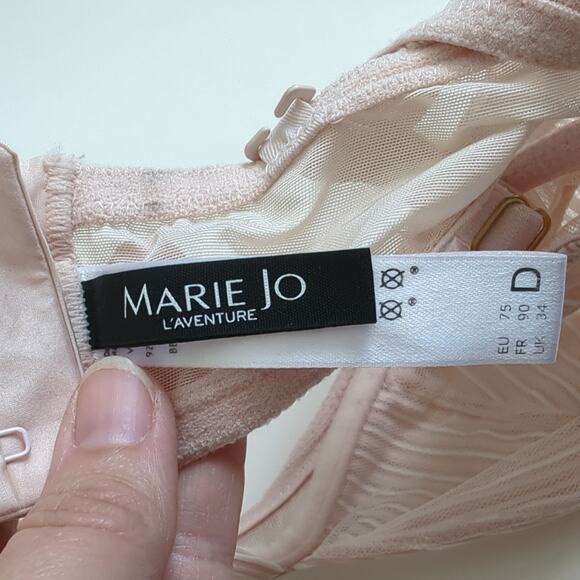 MARIE JO
L'AVENTURE
D
EU 75
FR 90
UK 34